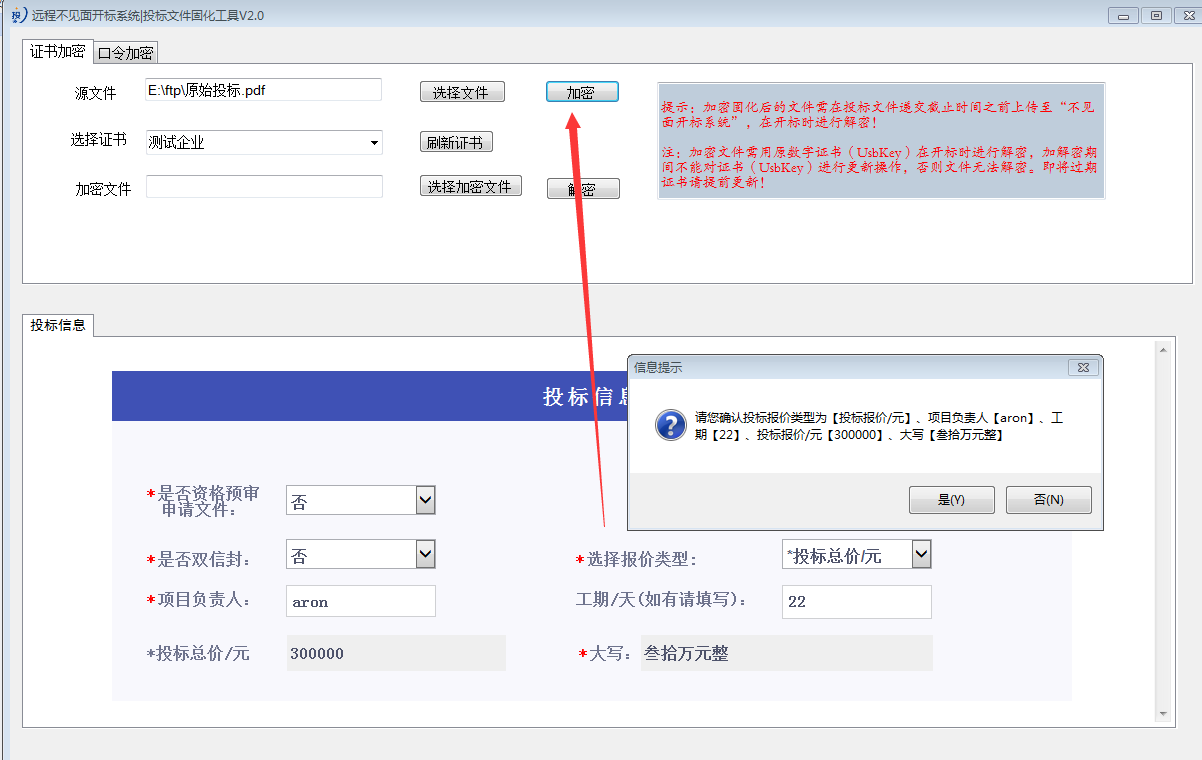 远程不见面开标系统|投标文件固化工具V2.0
证书加密 口令加密
源文件 E:\ftp\原始投标.pdf 选择文件 加密
选择证书 测试企业 刷新证书
加密文件 选择加密文件 解密
提示：加密固化后的文件需在投标文件递交截止时间之前上传至“不见
面开标系统”，在开标时进行解密！
注：加密文件需用原数字证书（UsbKey）在开标时进行解密，加解密期
间不能对证书（UsbKey）进行更新操作，否则文件无法解密。即将过期
证书请提前更新！
投标信息
投标信息
信息提示
请您确认投标报价类型为【投标报价/元】、项目负责人【aron】、工
期【22】、投标报价/元【300000】、大写【叁拾万元整】
是(Y) 否(N)
*是否资格预审
申请文件： 否
*是否双信封： 否 *选择报价类型： *投标总价/元
*项目负责人： aron 工期/天(如有请填写)： 22
*投标总价/元 300000 *大写： 叁拾万元整